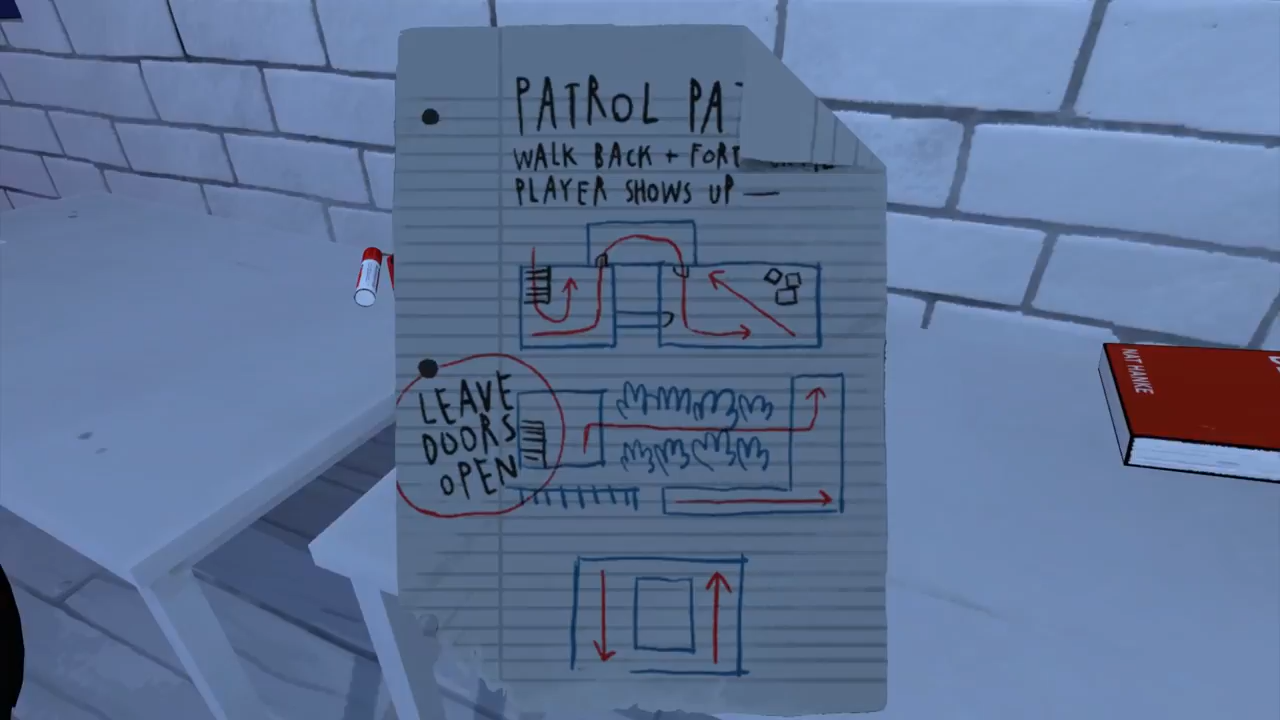 PATROL PA
WALK BACK + FORT
PLAYER SHOWS UP —
LEAVE
DOORS
OPEN
NAT HANKE